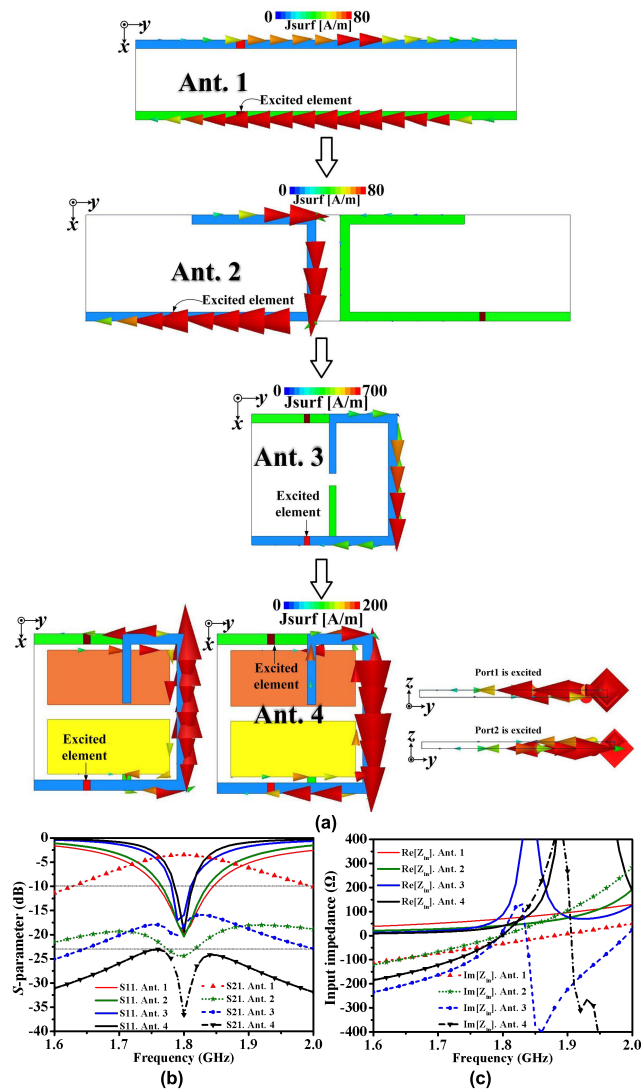 0 80
Jsurf [A/m]
y
x
Ant. 1
Excited element
0 80
Jsurf [A/m]
y
x
Ant. 2
Excited element
0 700
Jsurf [A/m]
y
x
Ant. 3
Excited
element
0 200
Jsurf [A/m]
y
x
y
x
Excited
element
Ant. 4
Excited
element
Port1 is excited
z
y
Port2 is excited
z
y
(a)
0
-5
-10
-15
-20
-25
-30
-35
-40
S-parameter (dB)
S11. Ant. 1
S11. Ant. 2
S11. Ant. 3
S11. Ant. 4
S21. Ant. 1
S21. Ant. 2
S21. Ant. 3
S21. Ant. 4
1.6 1.7 1.8 1.9 2.0
Frequency (GHz)
(b)
400
300
200
100
0
-100
-200
-300
-400
Input impedance (Ω)
Re[Zin]. Ant. 1
Re[Zin]. Ant. 2
Re[Zin]. Ant. 3
Re[Zin]. Ant. 4
Im[Zin]. Ant. 1
Im[Zin]. Ant. 2
Im[Zin]. Ant. 3
Im[Zin]. Ant. 4
1.6 1.7 1.8 1.9 2.0
Frequency (GHz)
(c)